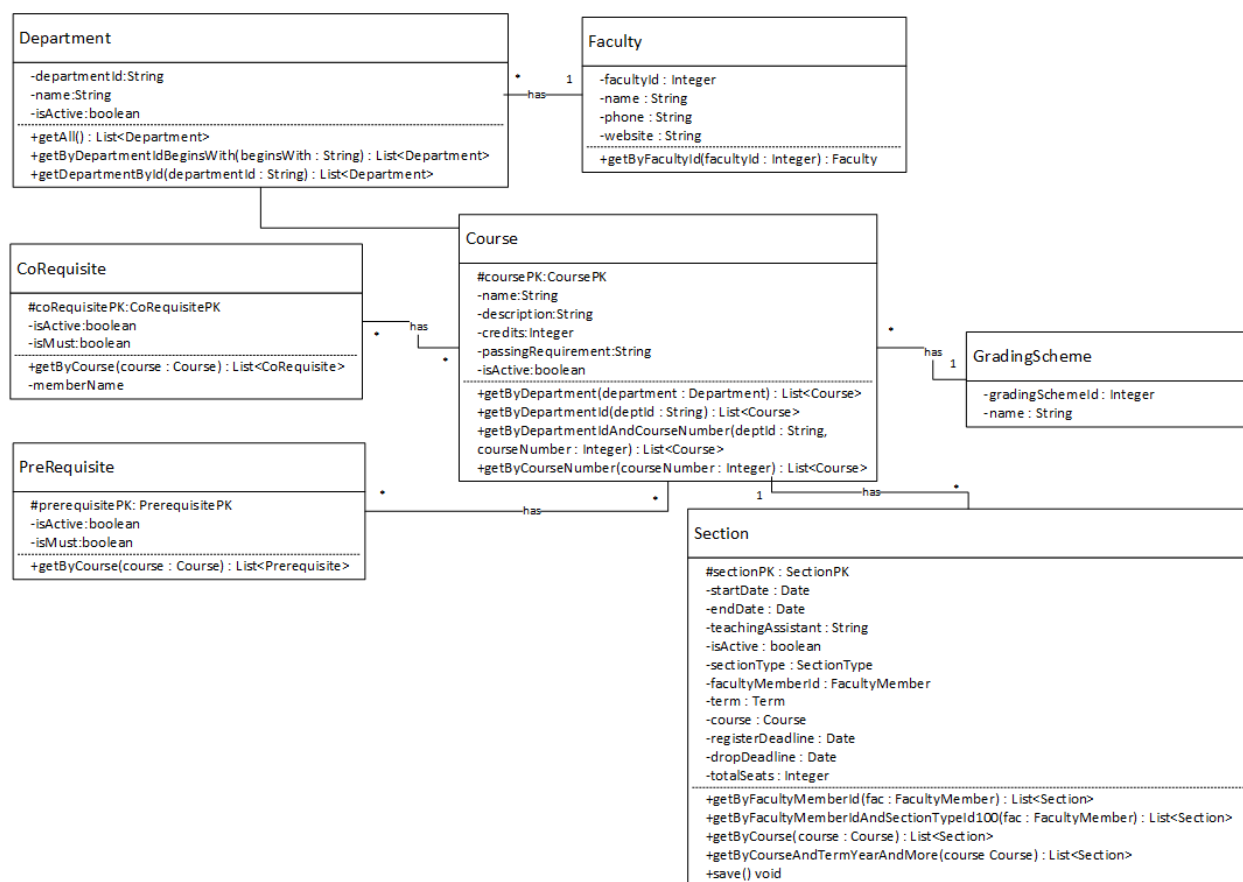 Department
-departmentId:String
-name:String
-isActive:boolean
+getAll() : List<Department>
+getByDepartmentIdBeginsWith(beginsWith : String) : List<Department>
+getDepartmentById(departmentId : String) : List<Department>
* 1
has
Faculty
-facultyId : Integer
-name : String
-phone : String
-website : String
+getByFacultyId(facultyId : Integer) : Faculty
CoRequisite
#coRequisitePK:CoRequisitePK
-isActive:boolean
-isMust:boolean
+getByCourse(course : Course) : List<CoRequisite>
-memberName
has
*
*
Course
#coursePK:CoursePK
-name:String
-description:String
-credits:Integer
-passingRequirement:String
-isActive:boolean
+getByDepartment(department : Department) : List<Course>
+getByDepartmentId(deptId : String) : List<Course>
+getByDepartmentIdAndCourseNumber(deptId : String,
courseNumber : Integer) : List<Course>
+getByCourseNumber(courseNumber : Integer) : List<Course>
*
has
1
GradingScheme
-gradingSchemeId : Integer
-name : String
PreRequisite
#prerequisitePK: PrerequisitePK
-isActive:boolean
-isMust:boolean
+getByCourse(course : Course) : List<Prerequisite>
* *
has
1 has *
Section
#sectionPK : SectionPK
-startDate : Date
-endDate : Date
-teachingAssistant : String
-isActive : boolean
-sectionType : SectionType
-facultyMemberId : FacultyMember
-term : Term
-course : Course
-registerDeadline : Date
-dropDeadline : Date
-totalSeats : Integer
+getByFacultyMemberId(fac : FacultyMember) : List<Section>
+getByFacultyMemberIdAndSectionTypeId100(fac : FacultyMember) : List<Section>
+getByCourse(course : Course) : List<Section>
+getByCourseAndTermYearAndMore(course Course) : List<Section>
+save() void